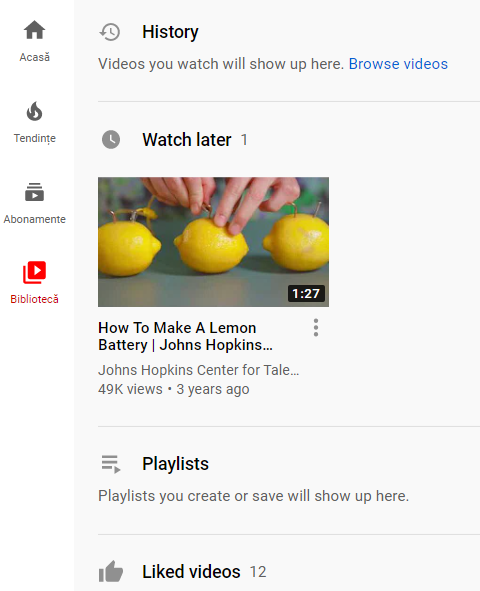 Acasă
Tendințe
Abonamente
Bibliotecă
History
Videos you watch will show up here. Browse videos
Watch later 1
1:27
How To Make A Lemon
Battery | Johns Hopkins...
Johns Hopkins Center for Tale...
49K views • 3 years ago
Playlists
Playlists you create or save will show up here.
Liked videos 12